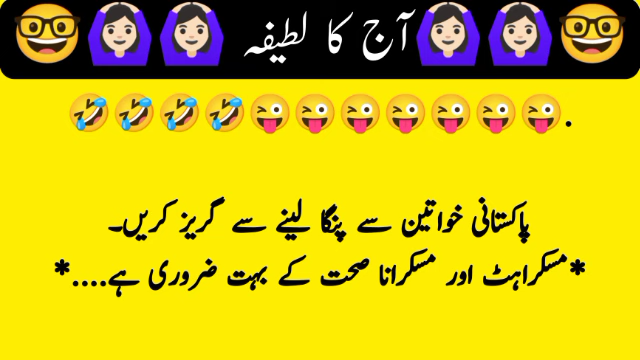 🤓🙆🏻‍♀️🙆🏻‍♀️ آج کا لطیفہ 🙆🏻‍♀️🙆🏻‍♀️🤓
🤣🤣🤣🤣😜😜😜😜😜😜😜.
پاکستانی خواتین سے پنگا لینے سے گریز کریں۔
*مسکراہٹ اور مسکرانا صحت کے بہت ضروری ہے....*